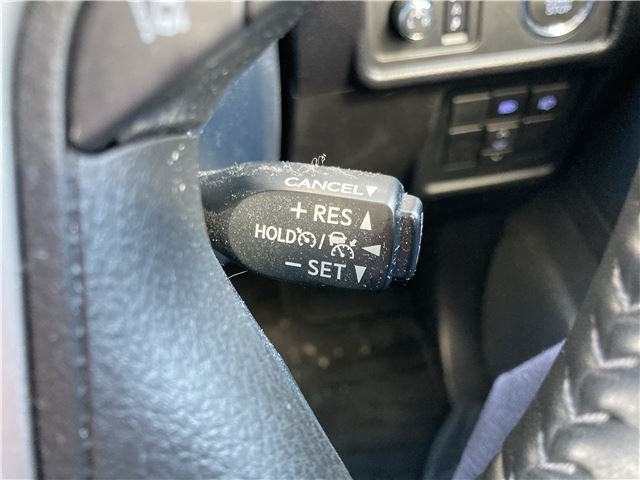 CANCEL▼
+ RES ▲
HOLD / ◀
− SET ▼